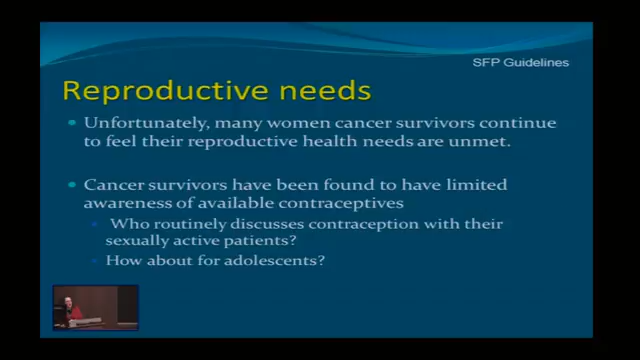 SFP Guidelines
Reproductive needs
Unfortunately, many women cancer survivors continue
to feel their reproductive health needs are unmet.
Cancer survivors have been found to have limited
awareness of available contraceptives
Who routinely discusses contraception with their
sexually active patients?
How about for adolescents?